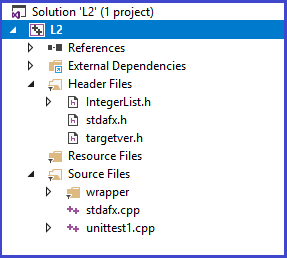 Solution 'L2' (1 project)
L2
References
External Dependencies
Header Files
IntegerList.h
stdafx.h
targetver.h
Resource Files
Source Files
wrapper
stdafx.cpp
unittest1.cpp